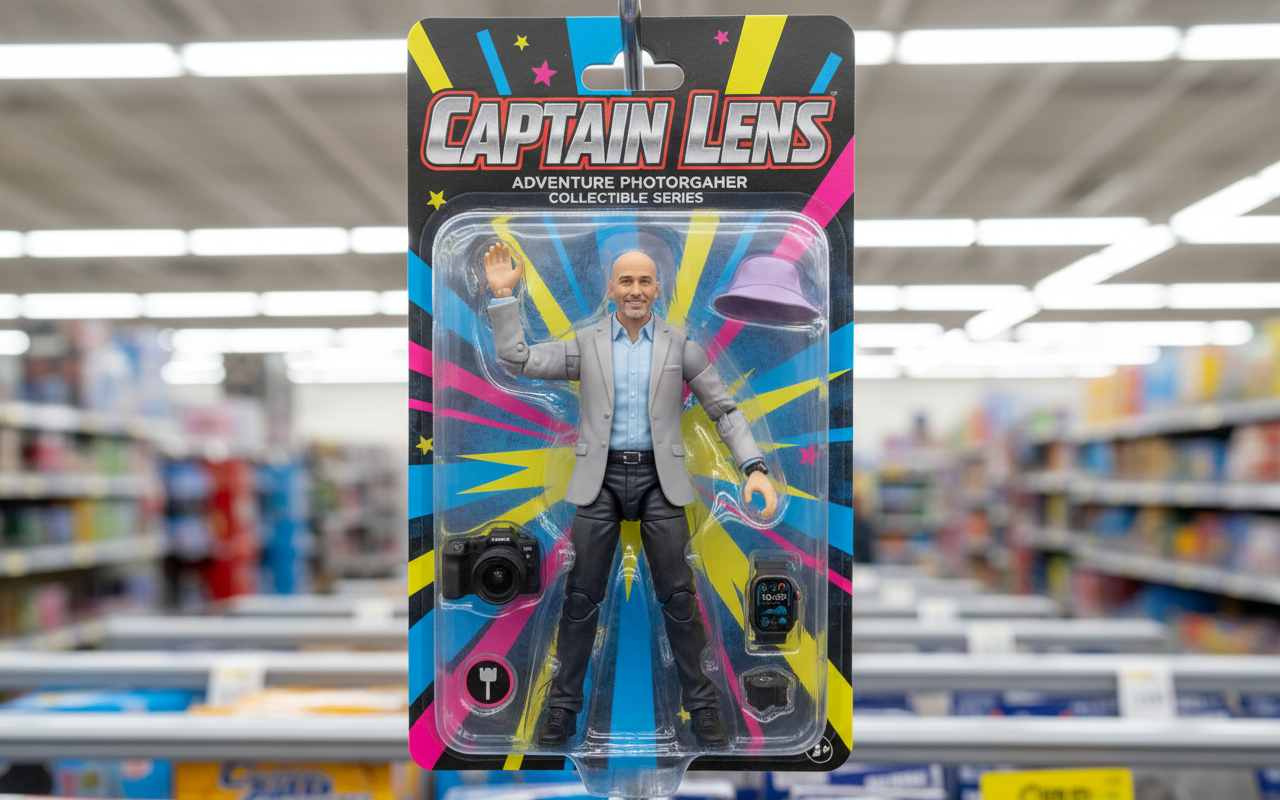 CAPTAIN LENS
ADVENTURE PHOTORGAHER
COLLECTIBLE SERIES